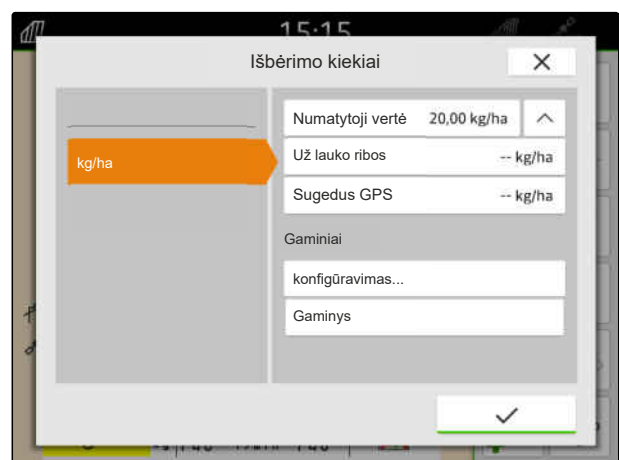 15:15
Išbėrimo kiekiai
kg/ha
Numatytoji vertė 20,00 kg/ha
Už lauko ribos -- kg/ha
Sugedus GPS -- kg/ha
Gaminiai
konfigūravimas...
Gaminys